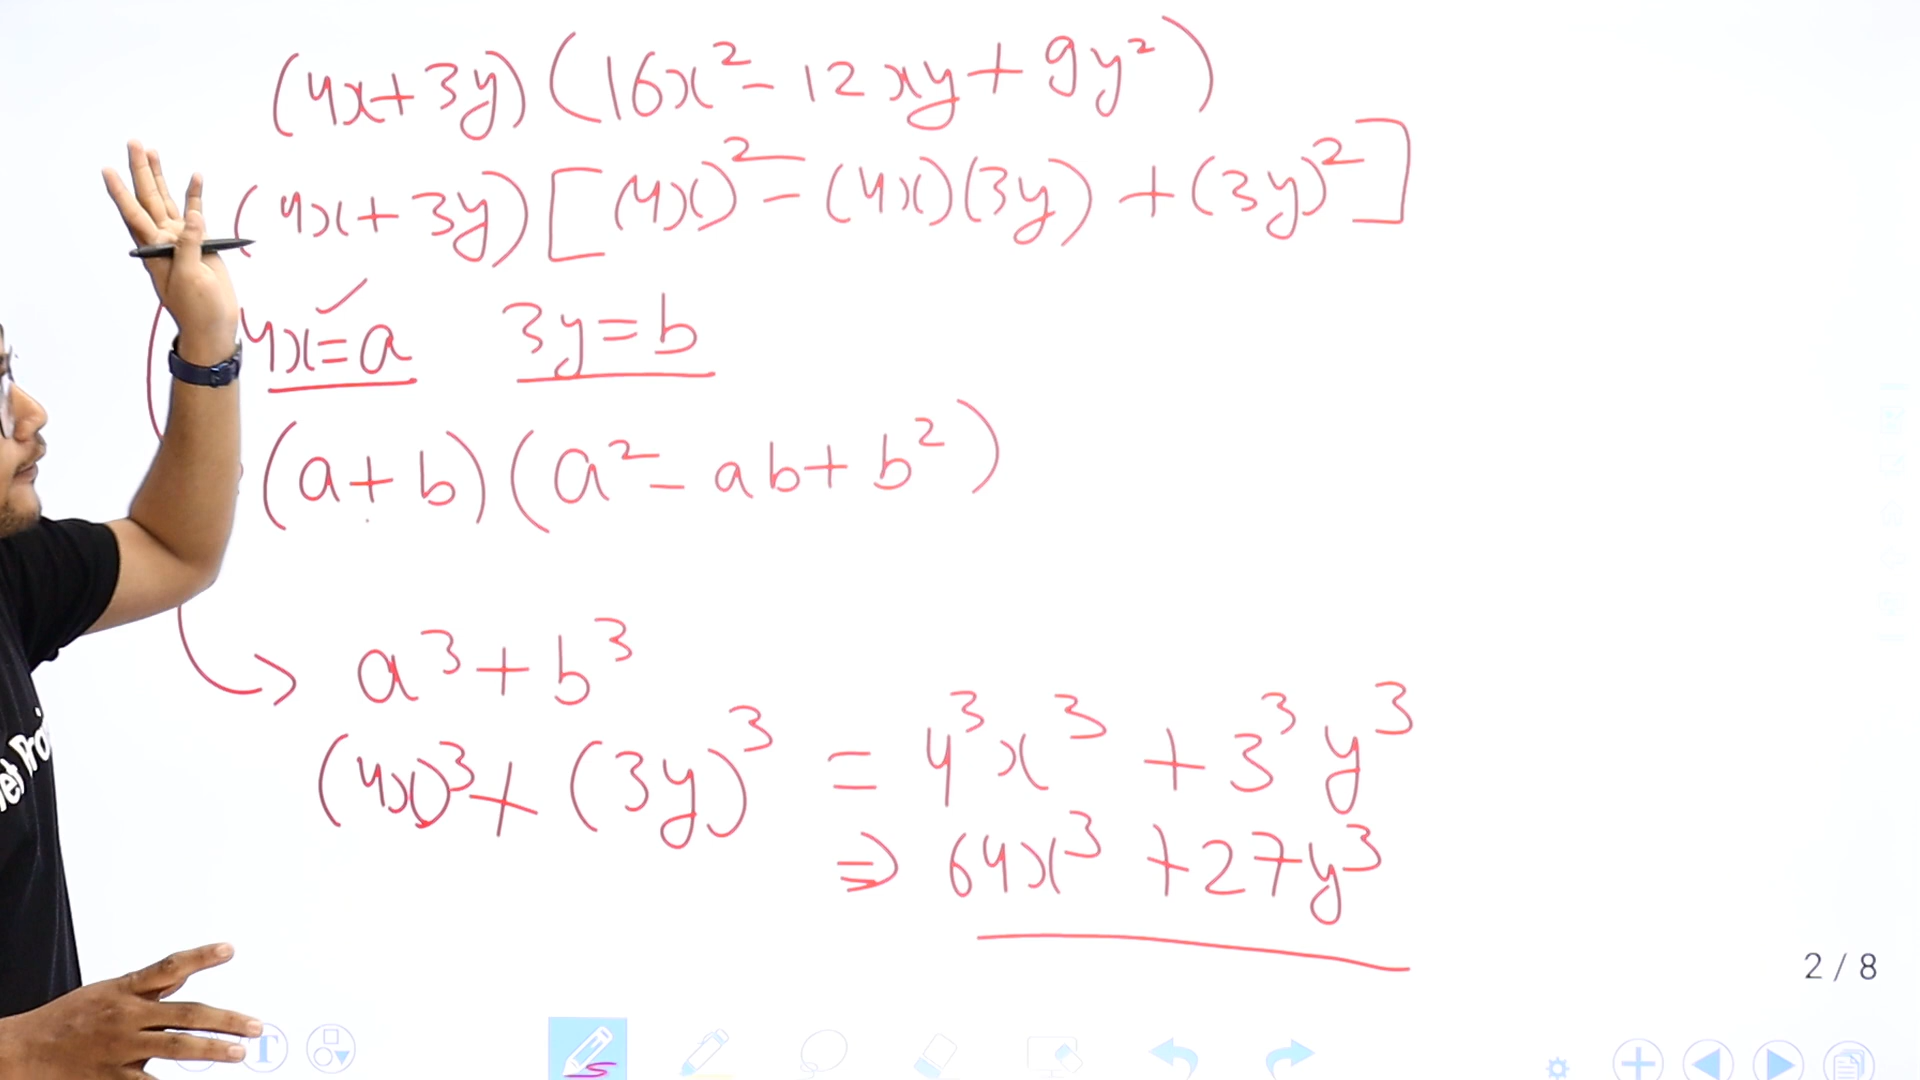 (4x+3y)(16x²-12xy+9y²)
(4x+3y)[(4x)²-(4x)(3y)+(3y)²]
4x=a 3y=b
(a+b)(a²-ab+b²)
→ a³+b³
(4x)³+(3y)³ = 4³x³+3³y³
⇒ 64x³+27y³
2 / 8
T